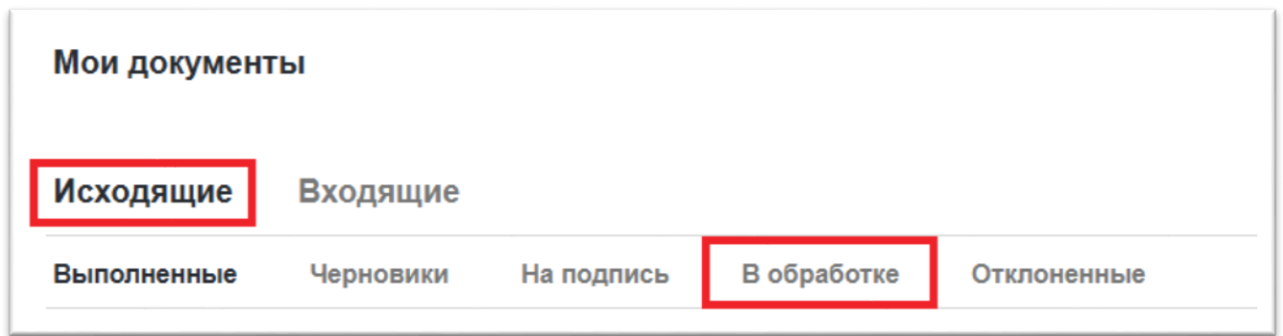 Мои документы
Исходящие Входящие
Выполненные Черновики На подпись В обработке Отклоненные